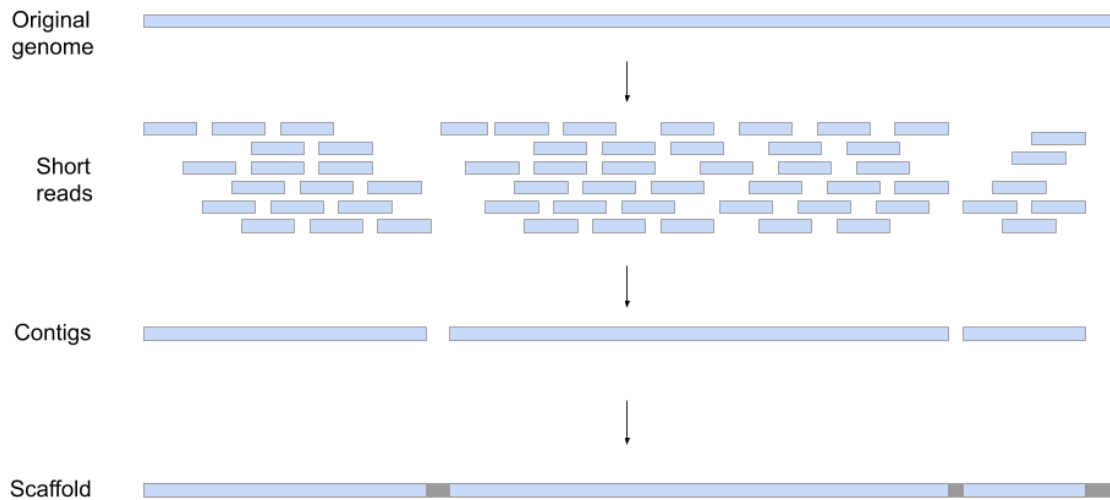 Original
genome
Short
reads
Contigs
Scaffold